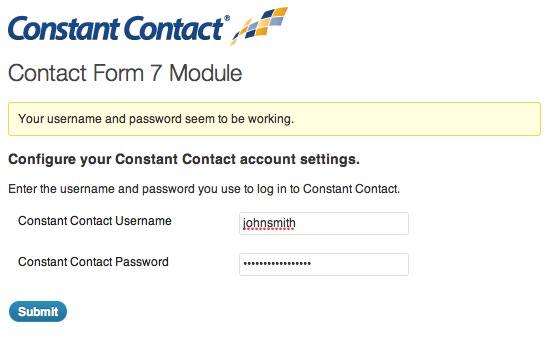 Constant Contact®
Contact Form 7 Module
Your username and password seem to be working.
Configure your Constant Contact account settings.
Enter the username and password you use to log in to Constant Contact.
Constant Contact Username johnsmith
Constant Contact Password ••••••••••••••••
Submit